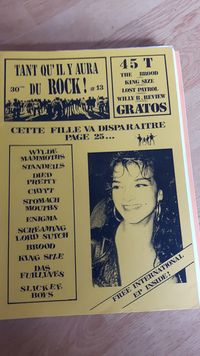 TANT QU'IL Y AURA
30ᶠᶠ DU ROCK! #13
45 T
THE BROOD
KING SIZE
LOST PATROL
WILLY B. REVIEW
GRATOS
CETTE FILLE VA DISPARAITRE
PAGE 25...
WYLDE
MAMMOTHS
STANDELLS
DIED
PRETTY
STOMACH
MOUTHS
ENIGMA
SCREAMING
LORD SUTCH
BROOD
KING SIZE
DAS
FURLINES
SLICKEE
BOYS
FREE INTERNATIONAL
EP INSIDE!